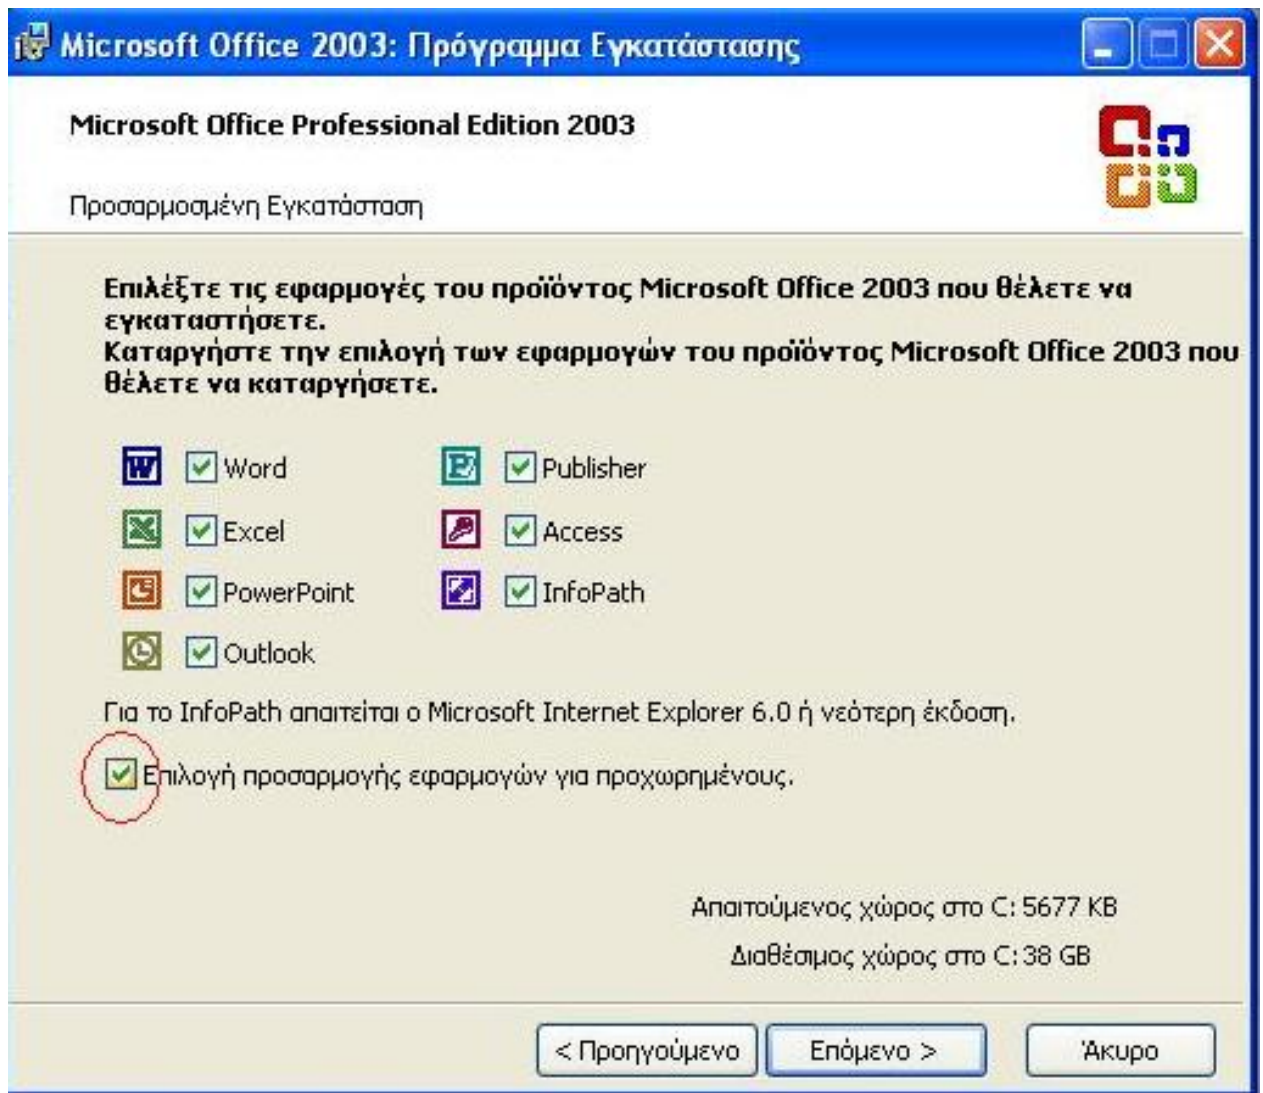 Microsoft Office 2003: Πρόγραμμα Εγκατάστασης
Microsoft Office Professional Edition 2003
Προσαρμοσμένη Εγκατάσταση
Επιλέξτε τις εφαρμογές του προϊόντος Microsoft Office 2003 που θέλετε να
εγκαταστήσετε.
Καταργήστε την επιλογή των εφαρμογών του προϊόντος Microsoft Office 2003 που
θέλετε να καταργήσετε.
Word
Publisher
Excel
Access
PowerPoint
InfoPath
Outlook
Για το InfoPath απαιτείται ο Microsoft Internet Explorer 6.0 ή νεότερη έκδοση.
Επιλογή προσαρμογής εφαρμογών για προχωρημένους.
Απαιτούμενος χώρος στο C: 5677 KB
Διαθέσιμος χώρος στο C: 38 GB
< Προηγούμενο
Επόμενο >
Άκυρο